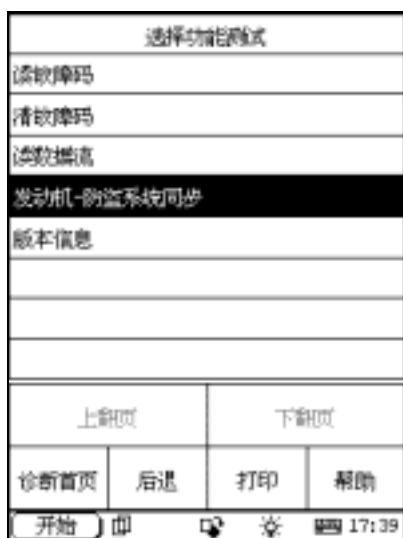 选择功能测试
读故障码
清故障码
读数据流
发动机-防盗系统同步
版本信息
上翻页 下翻页
诊断首页 后退 打印 帮助
开始 17:39